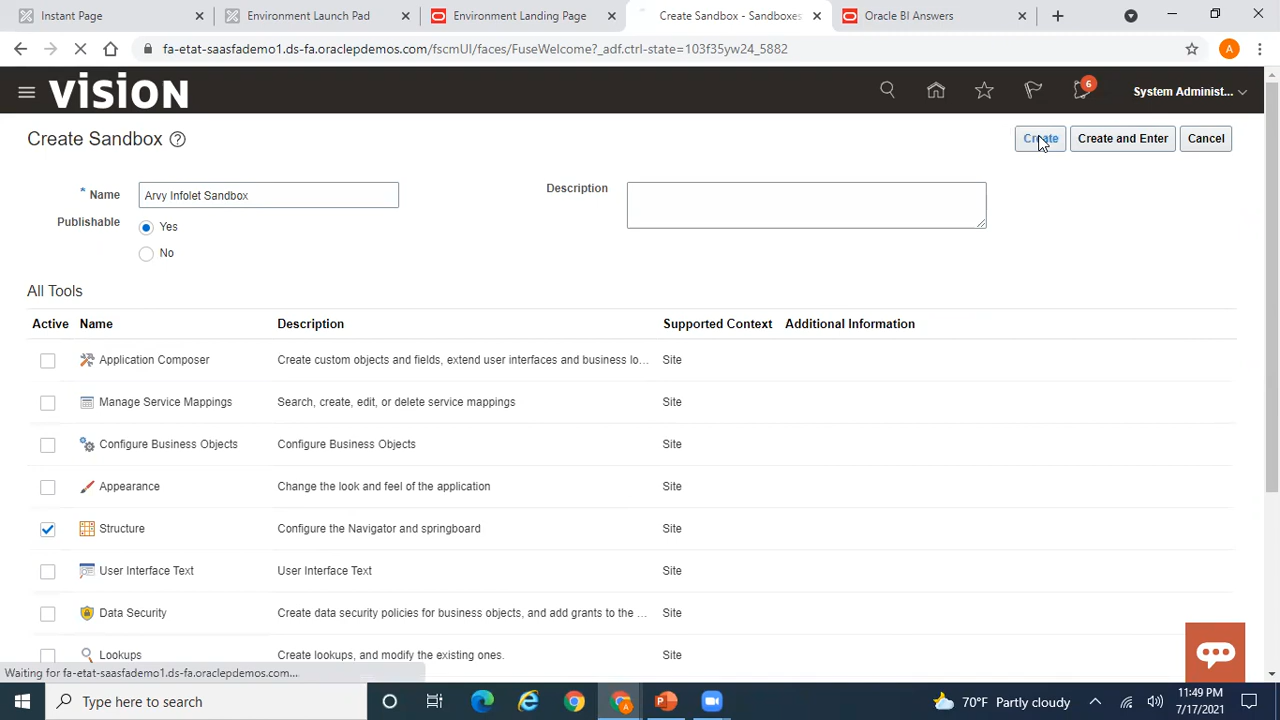 Instant Page
Environment Launch Pad
Environment Landing Page
Create Sandbox - Sandboxes
Oracle BI Answers
fa-etat-saasfademo1.ds-fa.oraclepdemos.com/fscmUI/faces/FuseWelcome?_adf.ctrl-state=103f35yw24_5882
A
vision
6
System Administ...
Create Sandbox ?
Create
Create and Enter
Cancel
* Name
Arvy Infolet Sandbox
Description
Publishable
Yes
No
All Tools
Active Name Description Supported Context Additional Information
Application Composer Create custom objects and fields, extend user interfaces and business lo... Site
Manage Service Mappings Search, create, edit, or delete service mappings Site
Configure Business Objects Configure Business Objects Site
Appearance Change the look and feel of the application Site
Structure Configure the Navigator and springboard Site
User Interface Text User Interface Text Site
Data Security Create data security policies for business objects, and add grants to the ... Site
Lookups Create lookups, and modify the existing ones. Site
Waiting for fa-etat-saasfademo1.ds-fa.oraclepdemos.com...
Type here to search
70°F Partly cloudy
11:49 PM
7/17/2021